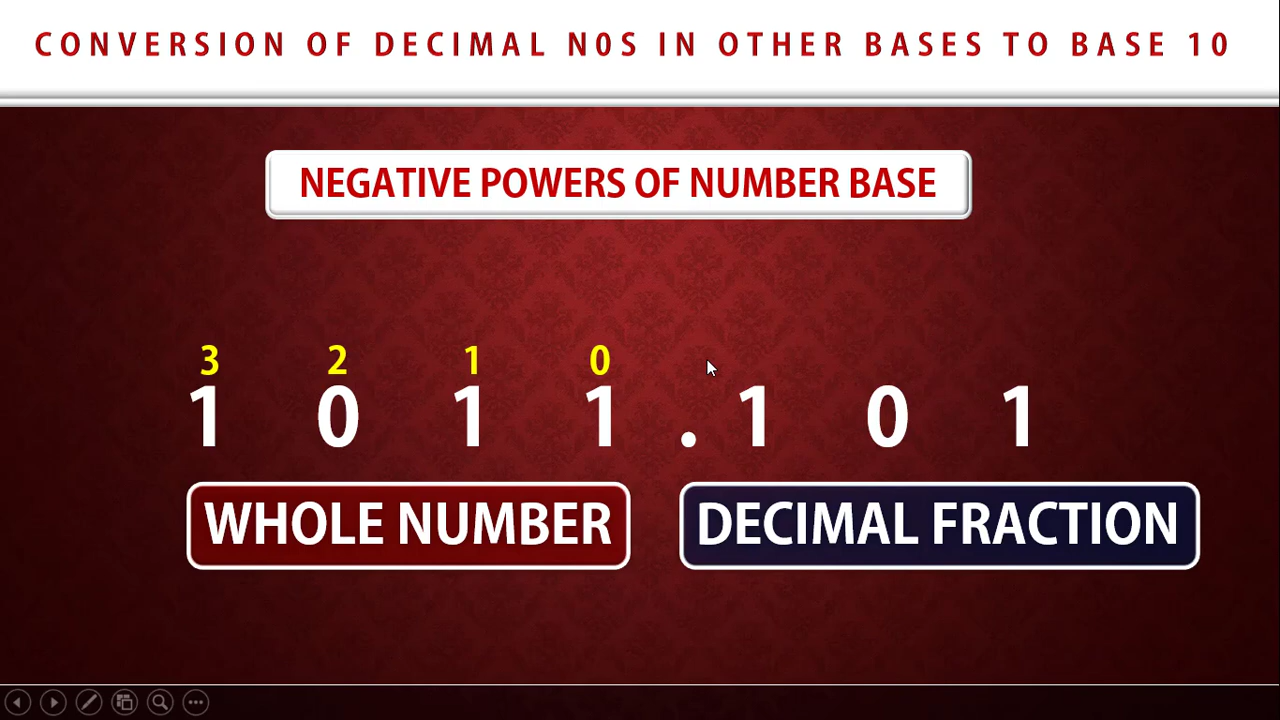 CONVERSION OF DECIMAL N0S IN OTHER BASES TO BASE 10
NEGATIVE POWERS OF NUMBER BASE
3 2 1 0
1 0 1 1 . 1 0 1
WHOLE NUMBER DECIMAL FRACTION